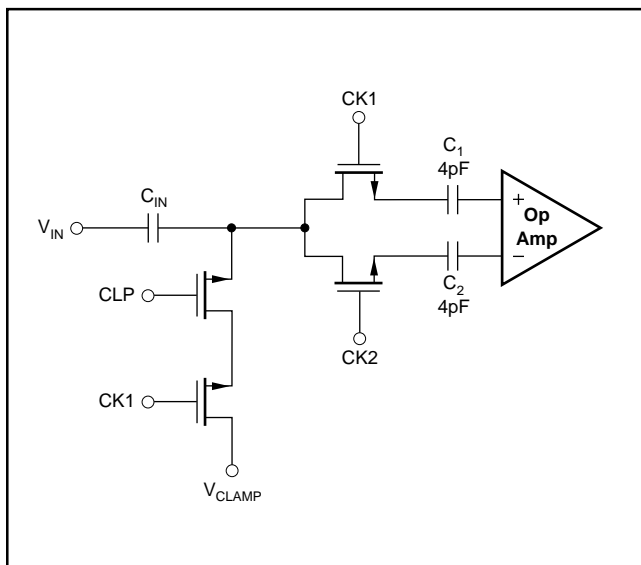 CK1
C1
4pF
CIN
VIN
+
Op
Amp
−
CLP
C2
4pF
CK2
CK1
VCLAMP